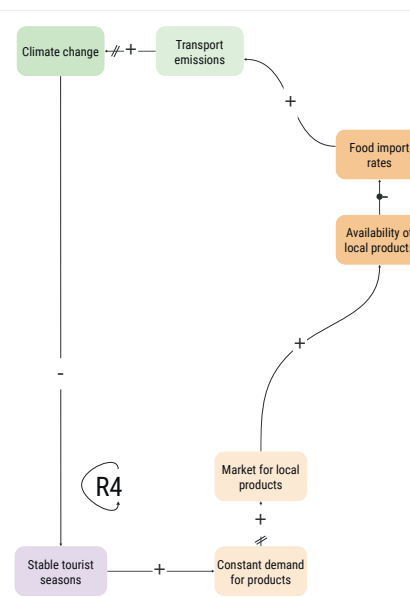 Climate change
+
Transport
emissions
+
Food import
rates
-
Availability of
local product
+
-
R4
Market for local
products
+
Stable tourist
seasons
+
Constant demand
for products